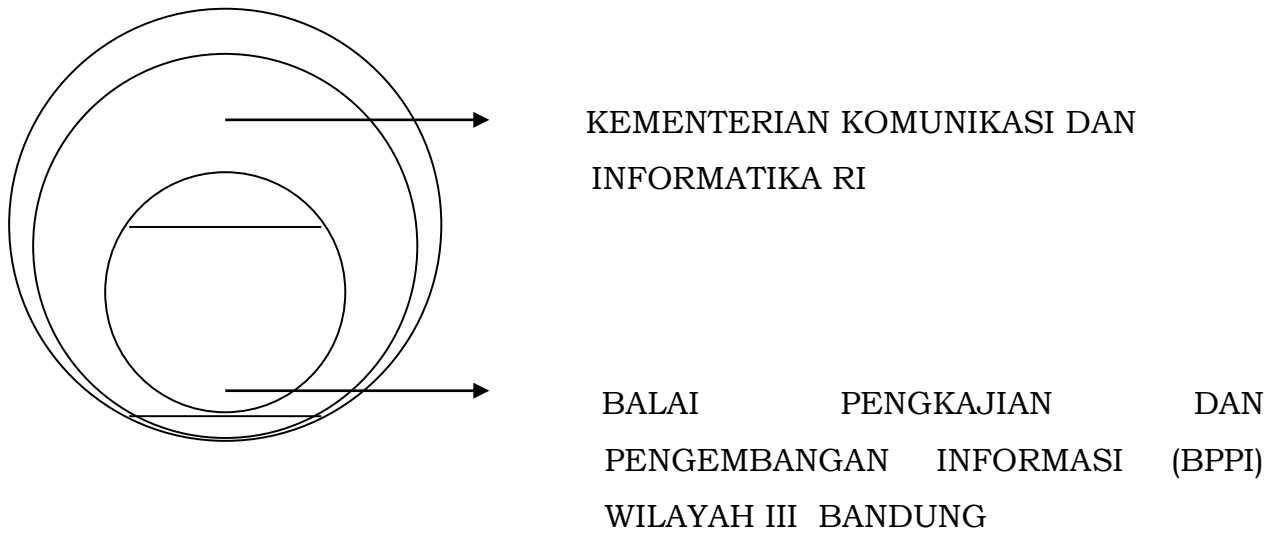 KEMENTERIAN KOMUNIKASI DAN
INFORMATIKA RI
BALAI PENGKAJIAN DAN
PENGEMBANGAN INFORMASI (BPPI)
WILAYAH III BANDUNG